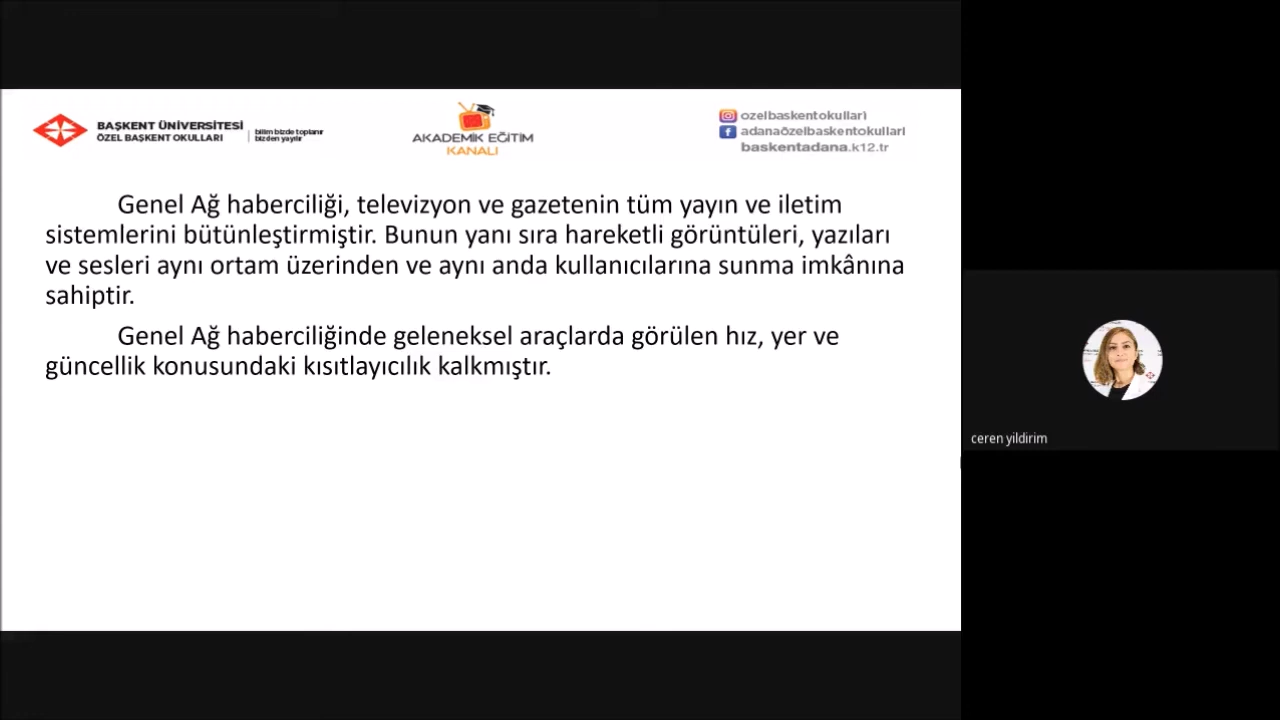 BAŞKENT ÜNİVERSİTESİ
ÖZEL BAŞKENT OKULLARI
bilim bizde toplanır
bizden yayılır
AKADEMİK EĞİTİM
KANALI
ozelbaskentokullari
adanaözelbaskentokullari
baskentadana.k12.tr
Genel Ağ haberciliği, televizyon ve gazetenin tüm yayın ve iletim
sistemlerini bütünleştirmiştir. Bunun yanı sıra hareketli görüntüleri, yazıları
ve sesleri aynı ortam üzerinden ve aynı anda kullanıcılarına sunma imkânına
sahiptir.
Genel Ağ haberciliğinde geleneksel araçlarda görülen hız, yer ve
güncellik konusundaki kısıtlayıcılık kalkmıştır.
ceren yildirim